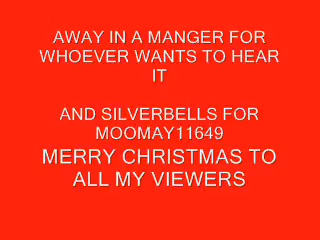 AWAY IN A MANGER FOR
WHOEVER WANTS TO HEAR
IT
AND SILVERBELLS FOR
MOOMAY11649
MERRY CHRISTMAS TO
ALL MY VIEWERS